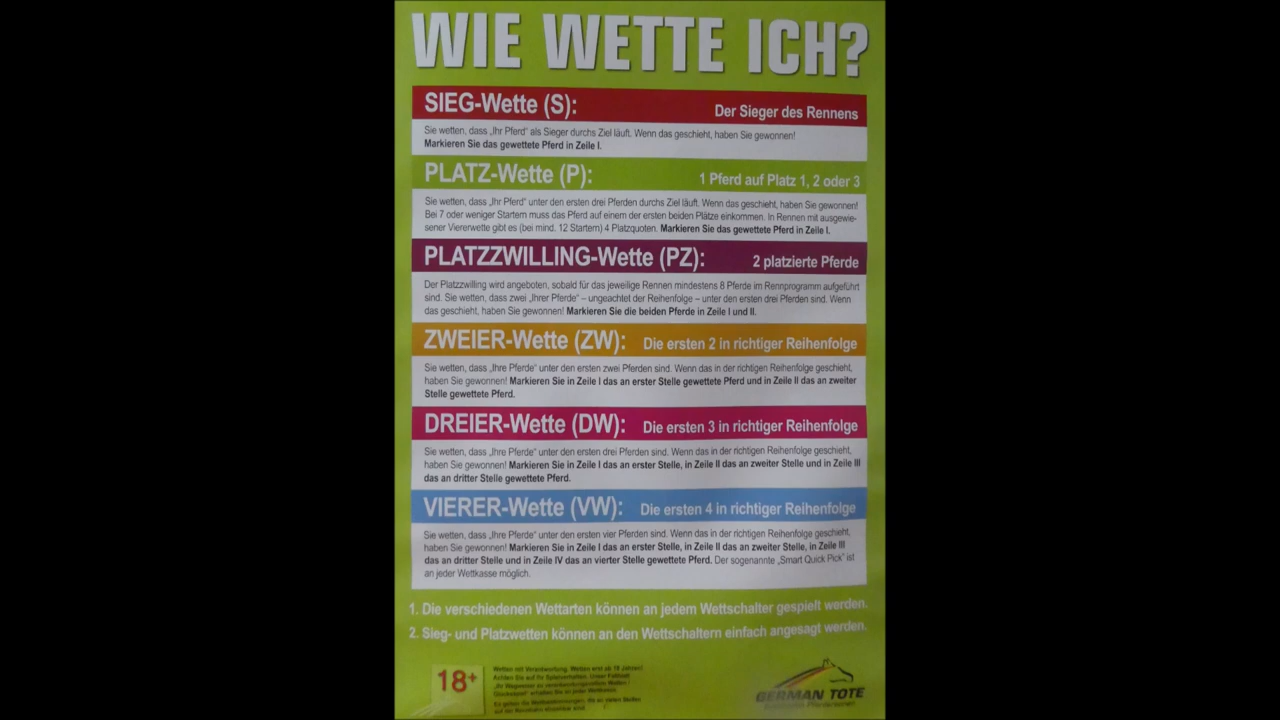 WIE WETTE ICH?
SIEG-Wette (S): Der Sieger des Rennens
Sie wetten, dass „Ihr Pferd“ als Sieger durchs Ziel läuft. Wenn das geschieht, haben Sie gewonnen!
Markieren Sie das gewettete Pferd in Zeile I.
PLATZ-Wette (P): 1 Pferd auf Platz 1, 2 oder 3
Sie wetten, dass „Ihr Pferd“ unter den ersten drei Pferden durchs Ziel läuft. Wenn das geschieht, haben Sie gewonnen!
Bei 7 oder weniger Startern muss das Pferd auf einem der ersten beiden Plätze einkommen. In Rennen mit ausgewie-
sener Viererwette gibt es (bei mind. 12 Startern) 4 Platzquoten. Markieren Sie das gewettete Pferd in Zeile I.
PLATZZWILLING-Wette (PZ): 2 platzierte Pferde
Der Platzzwilling wird angeboten, sobald für das jeweilige Rennen mindestens 8 Pferde im Rennprogramm aufgeführt
sind. Sie wetten, dass zwei „Ihrer Pferde“ – ungeachtet der Reihenfolge – unter den ersten drei Pferden sind. Wenn
das geschieht, haben Sie gewonnen! Markieren Sie die beiden Pferde in Zeile I und II.
ZWEIER-Wette (ZW): Die ersten 2 in richtiger Reihenfolge
Sie wetten, dass „Ihre Pferde“ unter den ersten zwei Pferden sind. Wenn das in der richtigen Reihenfolge geschieht,
haben Sie gewonnen! Markieren Sie in Zeile I das an erster Stelle gewettete Pferd und in Zeile II das an zweiter
Stelle gewettete Pferd.
DREIER-Wette (DW): Die ersten 3 in richtiger Reihenfolge
Sie wetten, dass „Ihre Pferde“ unter den ersten drei Pferden sind. Wenn das in der richtigen Reihenfolge geschieht,
haben Sie gewonnen! Markieren Sie in Zeile I das an erster Stelle, in Zeile II das an zweiter Stelle und in Zeile III
das an dritter Stelle gewettete Pferd.
VIERER-Wette (VW): Die ersten 4 in richtiger Reihenfolge
Sie wetten, dass „Ihre Pferde“ unter den ersten vier Pferden sind. Wenn das in der richtigen Reihenfolge geschieht,
haben Sie gewonnen! Markieren Sie in Zeile I das an erster Stelle, in Zeile II das an zweiter Stelle, in Zeile III
das an dritter Stelle und in Zeile IV das an vierter Stelle gewettete Pferd. Der sogenannte „Smart Quick Pick“ ist
an jeder Wettkasse möglich.
1. Die verschiedenen Wettarten können an jedem Wettschalter gespielt werden.
2. Sieg- und Platzwetten können an den Wettschaltern einfach angesagt werden.
18+
Wetten mit Verantwortung. Wetten erst ab 18 Jahren!
Achten Sie auf Ihr Spielverhalten. Unser Faltblatt
GERMAN TOTE